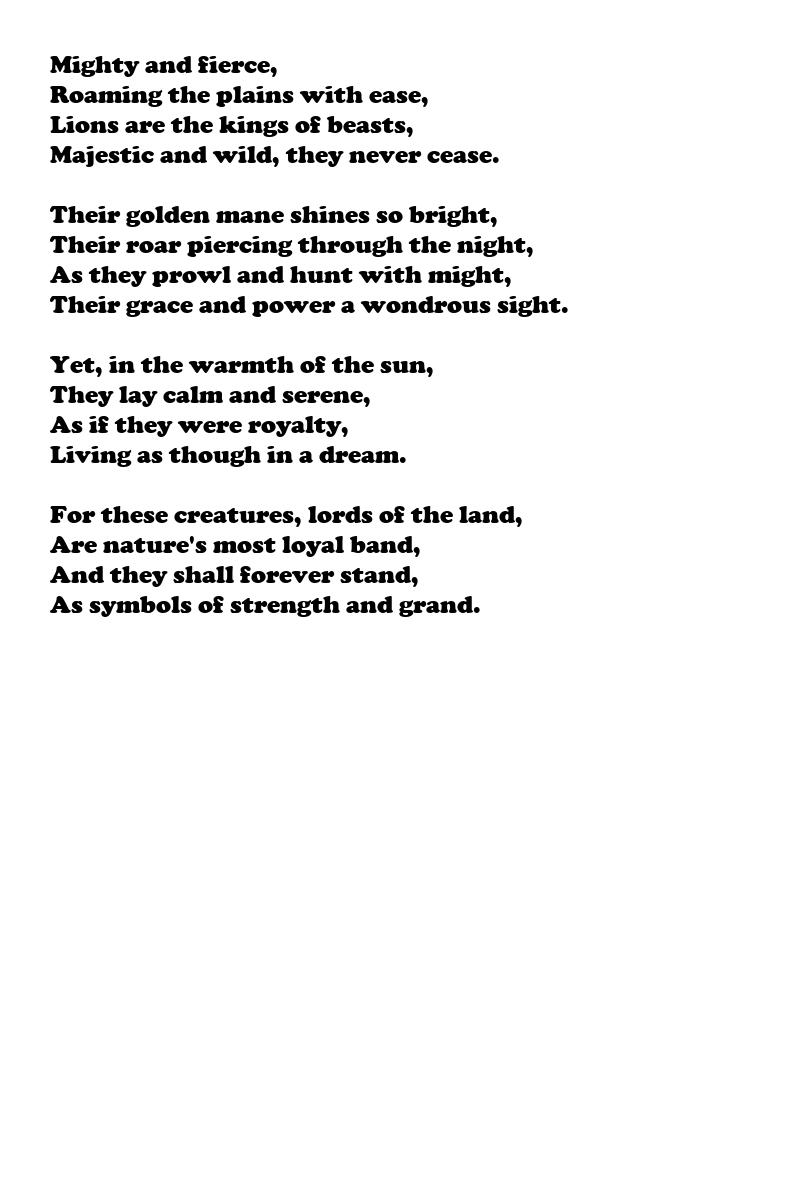 Mighty and fierce,
Roaming the plains with ease,
Lions are the kings of beasts,
Majestic and wild, they never cease.

Their golden mane shines so bright,
Their roar piercing through the night,
As they prowl and hunt with might,
Their grace and power a wondrous sight.

Yet, in the warmth of the sun,
They lay calm and serene,
As if they were royalty,
Living as though in a dream.

For these creatures, lords of the land,
Are nature's most loyal band,
And they shall forever stand,
As symbols of strength and grand.